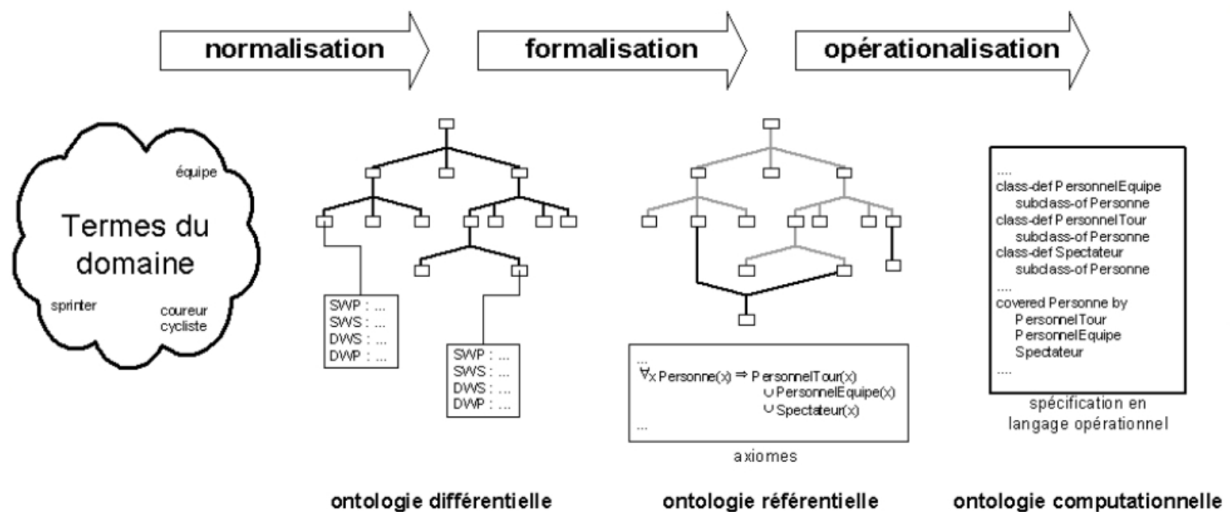 normalisation
formalisation
opérationalisation
équipe
Termes du
domaine
sprinter
coureur
cycliste
SWP : ...
SWS : ...
DWS : ...
DWP : ...
SWP : ...
SWS : ...
DWS : ...
DWP : ...
...
∀x Personne(x) ⇒ PersonnelTour(x)
∪ PersonnelEquipe(x)
∪ Spectateur(x)
...
axiomes
....
class-def PersonnelEquipe
subclass-of Personne
class-def PersonnelTour
subclass-of Personne
class-def Spectateur
subclass-of Personne
....
covered Personne by
PersonnelTour
PersonnelEquipe
Spectateur
....
spécification en
langage opérationnel
ontologie différentielle
ontologie référentielle
ontologie computationnelle